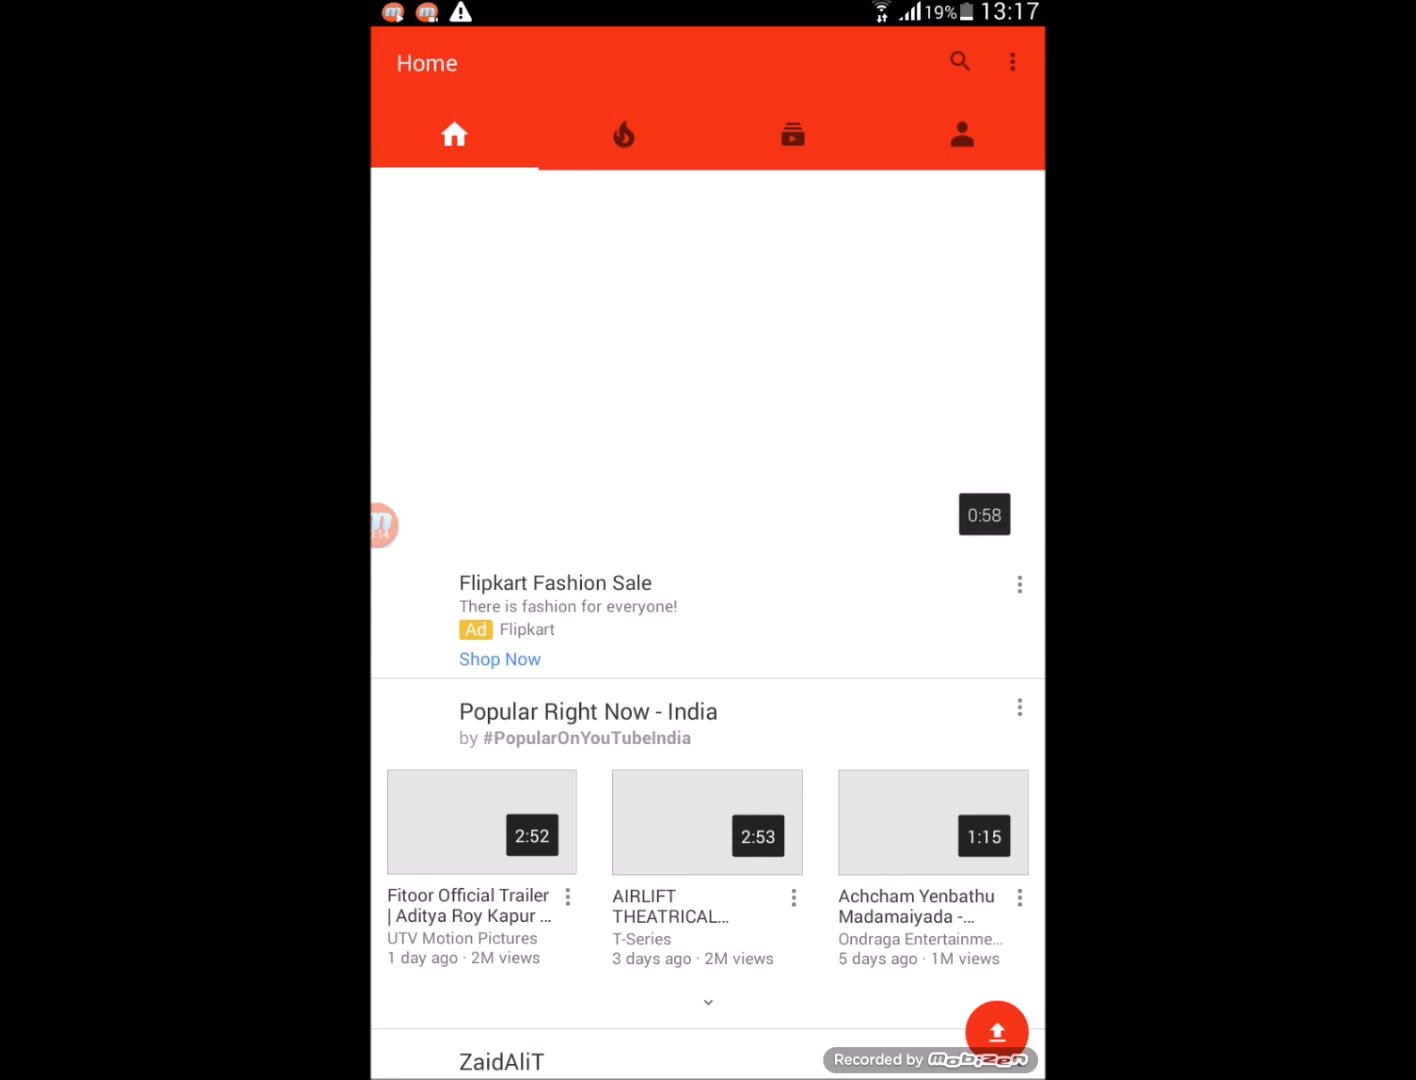 19% 13:17
Home
0:58
:14
Flipkart Fashion Sale
There is fashion for everyone!
Ad Flipkart
Shop Now
Popular Right Now - India
by #PopularOnYouTubeIndia
2:52
2:53
1:15
Fitoor Official Trailer
| Aditya Roy Kapur ...
UTV Motion Pictures
1 day ago · 2M views
AIRLIFT
THEATRICAL...
T-Series
3 days ago · 2M views
Achcham Yenbathu
Madamaiyada -...
Ondraga Entertainme...
5 days ago · 1M views
ZaidAliT
Recorded by mobizen